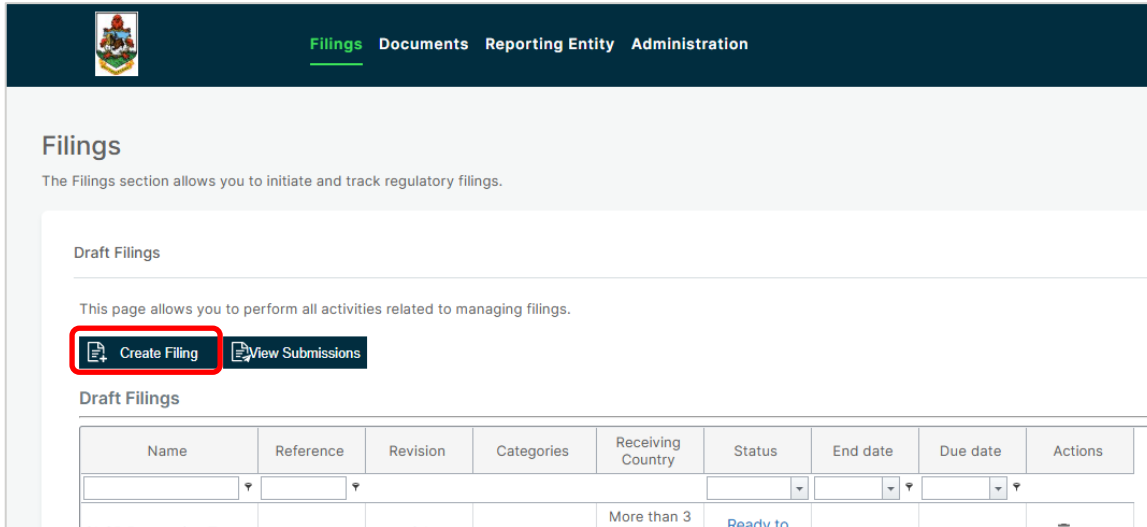 Filings Documents Reporting Entity Administration
Filings
The Filings section allows you to initiate and track regulatory filings.
Draft Filings
This page allows you to perform all activities related to managing filings.
Create Filing View Submissions
Draft Filings
Name Reference Revision Categories Receiving Country Status End date Due date Actions
More than 3
Ready to